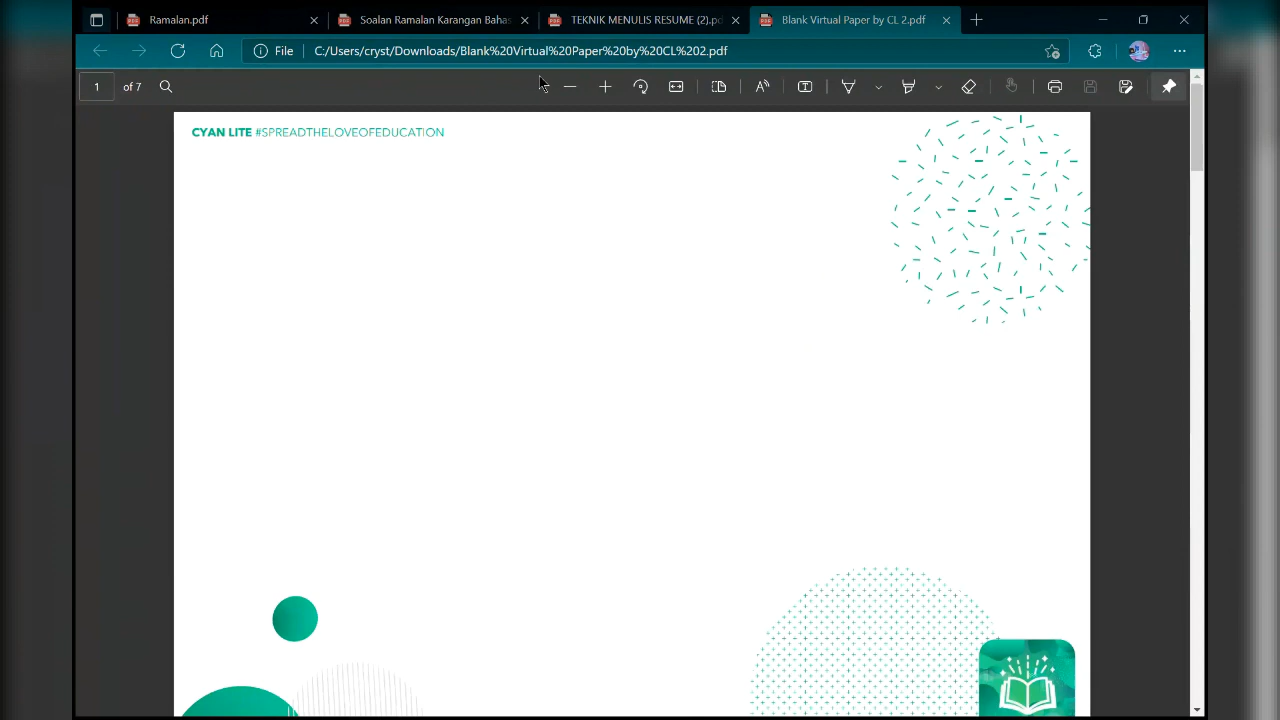 Ramalan.pdf
Soalan Ramalan Karangan Bahas
TEKNIK MENULIS RESUME (2).pd
Blank Virtual Paper by CL 2.pdf
File
C:/Users/cryst/Downloads/Blank%20Virtual%20Paper%20by%20CL%202.pdf
1 of 7
CYAN LITE #SPREADTHELOVEOFEDUCATION